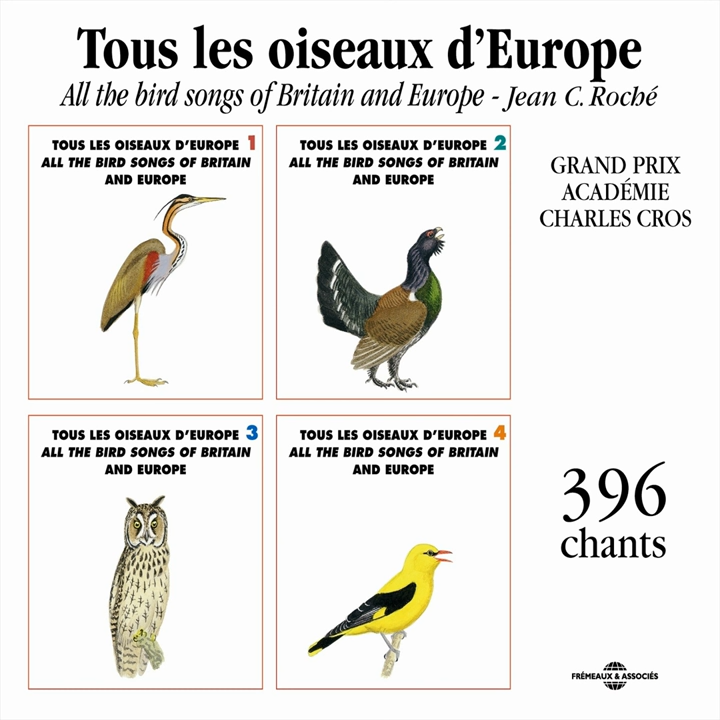 Tous les oiseaux d'Europe
All the bird songs of Britain and Europe - Jean C. Roché
TOUS LES OISEAUX D'EUROPE 1
ALL THE BIRD SONGS OF BRITAIN
AND EUROPE
TOUS LES OISEAUX D'EUROPE 2
ALL THE BIRD SONGS OF BRITAIN
AND EUROPE
GRAND PRIX
ACADÉMIE
CHARLES CROS
TOUS LES OISEAUX D'EUROPE 3
ALL THE BIRD SONGS OF BRITAIN
AND EUROPE
TOUS LES OISEAUX D'EUROPE 4
ALL THE BIRD SONGS OF BRITAIN
AND EUROPE
396
chants
FRÉMEAUX & ASSOCIÉS